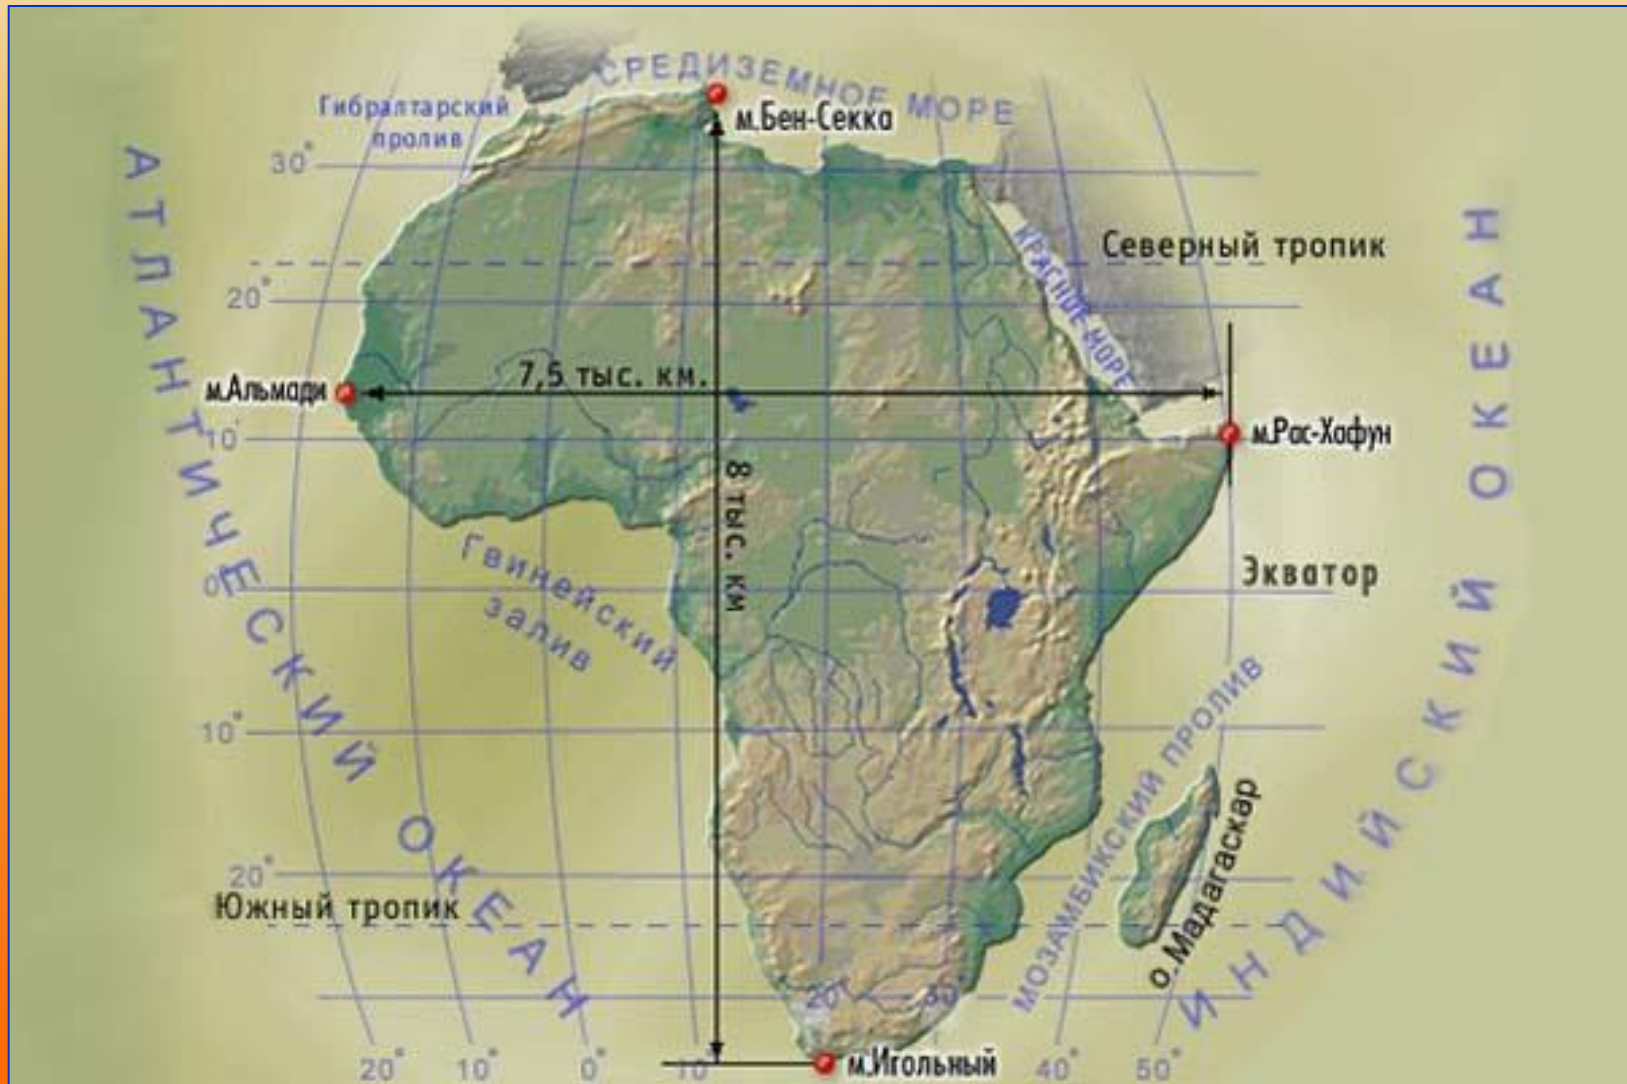 СРЕДИЗЕМНОЕ МОРЕ
Гибралтарский
пролив
м.Бен-Секка
АТЛАНТИЧЕСКИЙ ОКЕАН
30°
Северный тропик
КРАСНОЕ МОРЕ
20°
7,5 тыс. км.
м.Альмади
10°
м.Рас-Хафун
8 тыс. км
Гвинейский
залив
0°
Экватор
ИНДИЙСКИЙ ОКЕАН
10°
МОЗАМБИКСКИЙ ПРОЛИВ
о.Мадагаскар
20°
Южный тропик
20°
30°
20°
10°
0°
10°
м.Игольный
40°
50°